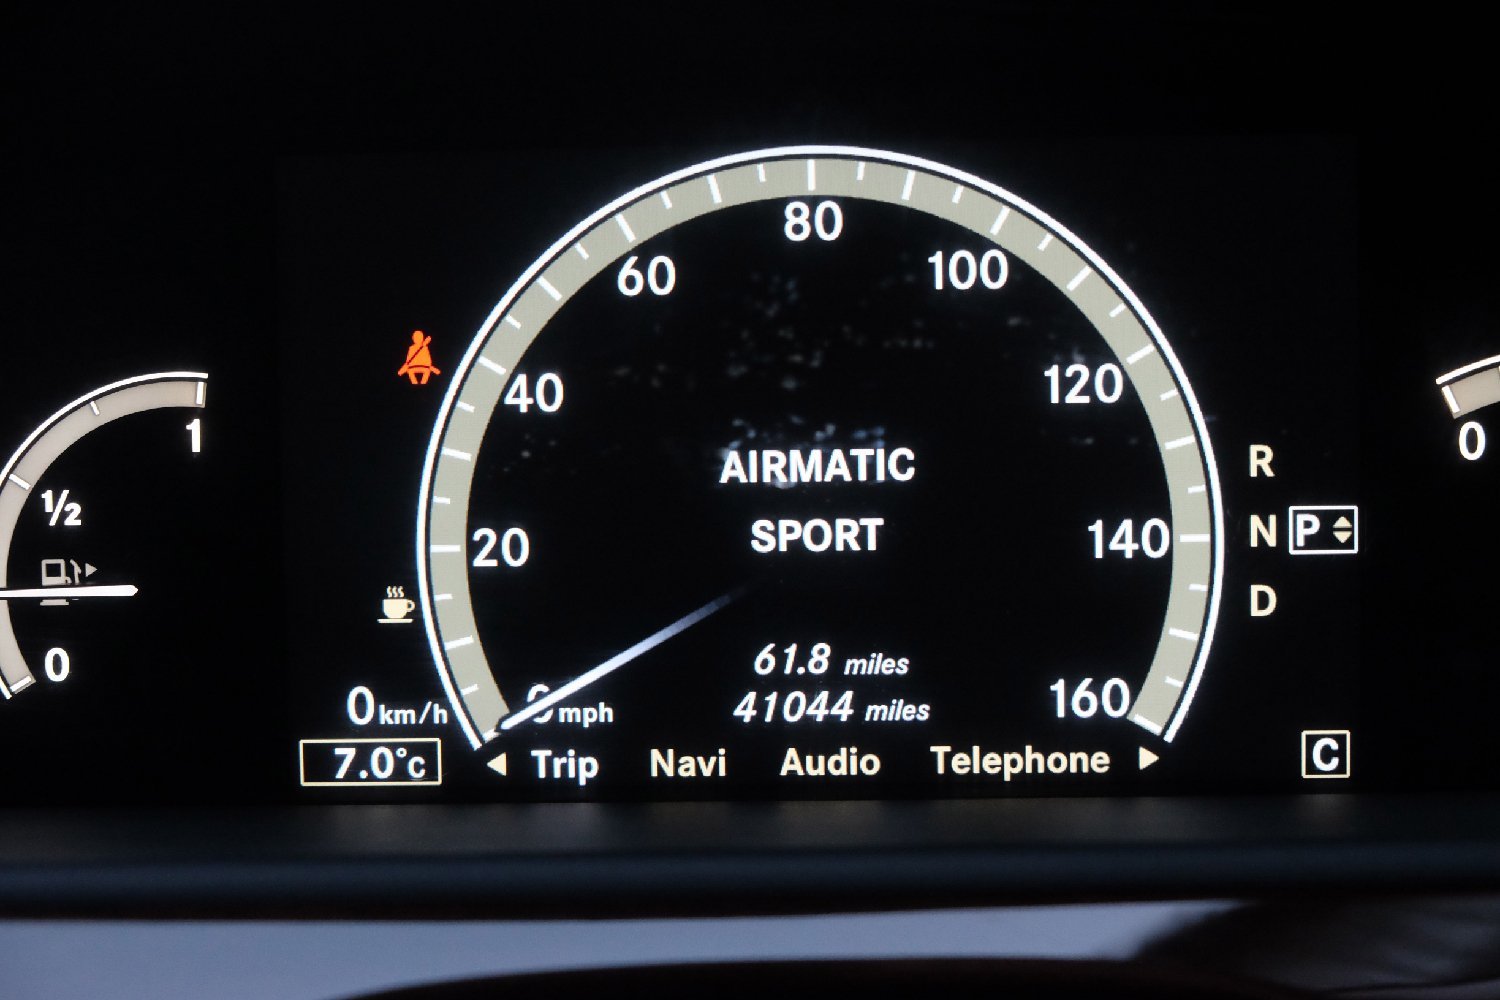 80
60
100
40
120
1
½
0
20
140
AIRMATIC
SPORT
R
N
P
D
0
61.8 miles
41044 miles
160
0 km/h
mph
7.0°C
Trip Navi Audio Telephone
C